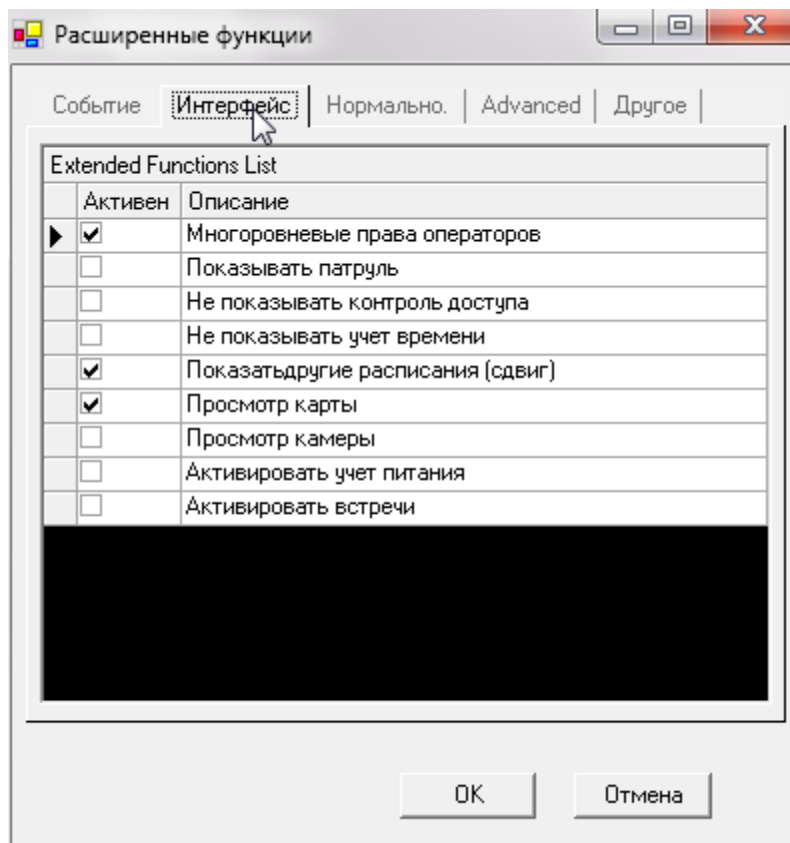 Расширенные функции
Событие Интерфейс Нормально. Advanced Другое
Extended Functions List
Активен Описание
Многоровневые права операторов
Показывать патруль
Не показывать контроль доступа
Не показывать учет времени
Показатьдругие расписания (сдвиг)
Просмотр карты
Просмотр камеры
Активировать учет питания
Активировать встречи
OK Отмена